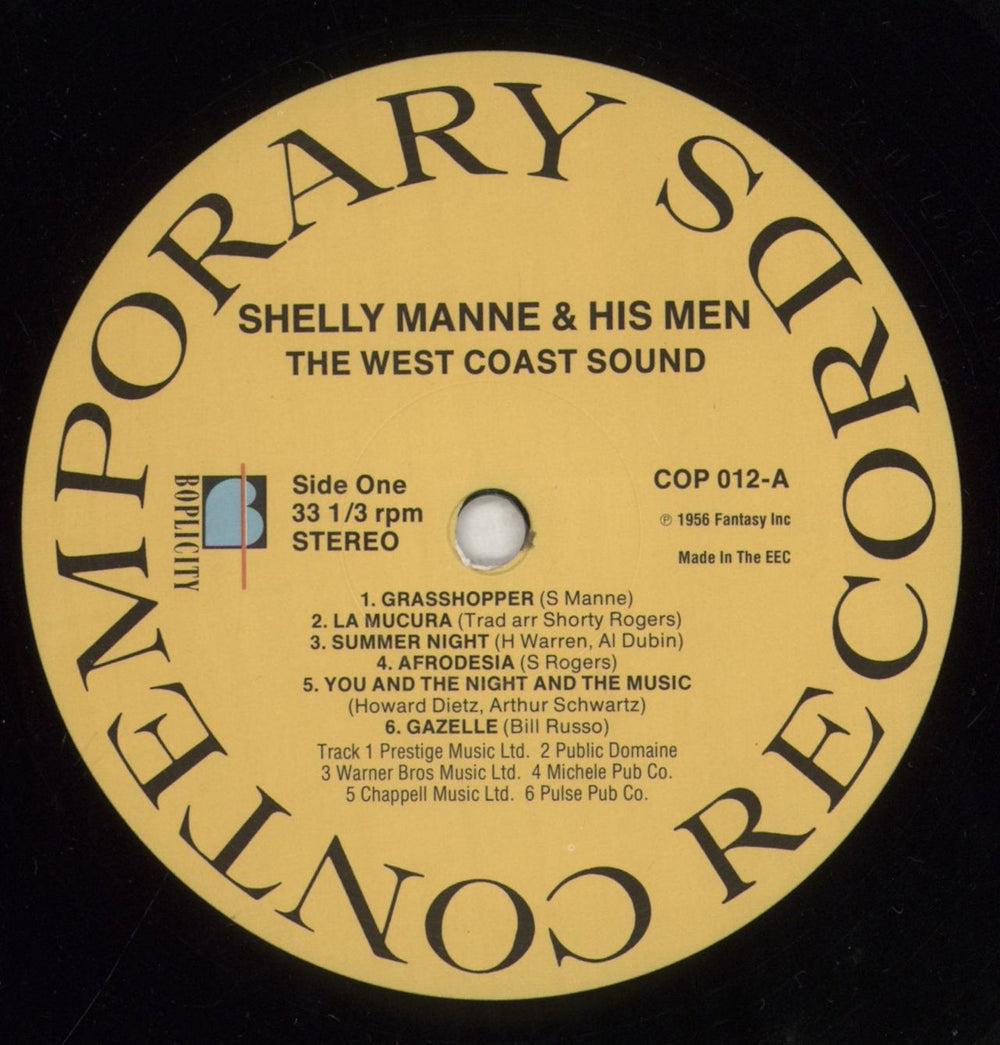 CONTEMPORARY RECORDS
SHELLY MANNE & HIS MEN
THE WEST COAST SOUND
BOPLICITY
B
Side One
33 1/3 rpm
STEREO
COP 012-A
℗ 1956 Fantasy Inc
Made In The EEC
1. GRASSHOPPER (S Manne)
2. LA MUCURA (Trad arr Shorty Rogers)
3. SUMMER NIGHT (H Warren, Al Dubin)
4. AFRODESIA (S Rogers)
5. YOU AND THE NIGHT AND THE MUSIC
(Howard Dietz, Arthur Schwartz)
6. GAZELLE (Bill Russo)
Track 1 Prestige Music Ltd. 2 Public Domaine
3 Warner Bros Music Ltd. 4 Michele Pub Co.
5 Chappell Music Ltd. 6 Pulse Pub Co.